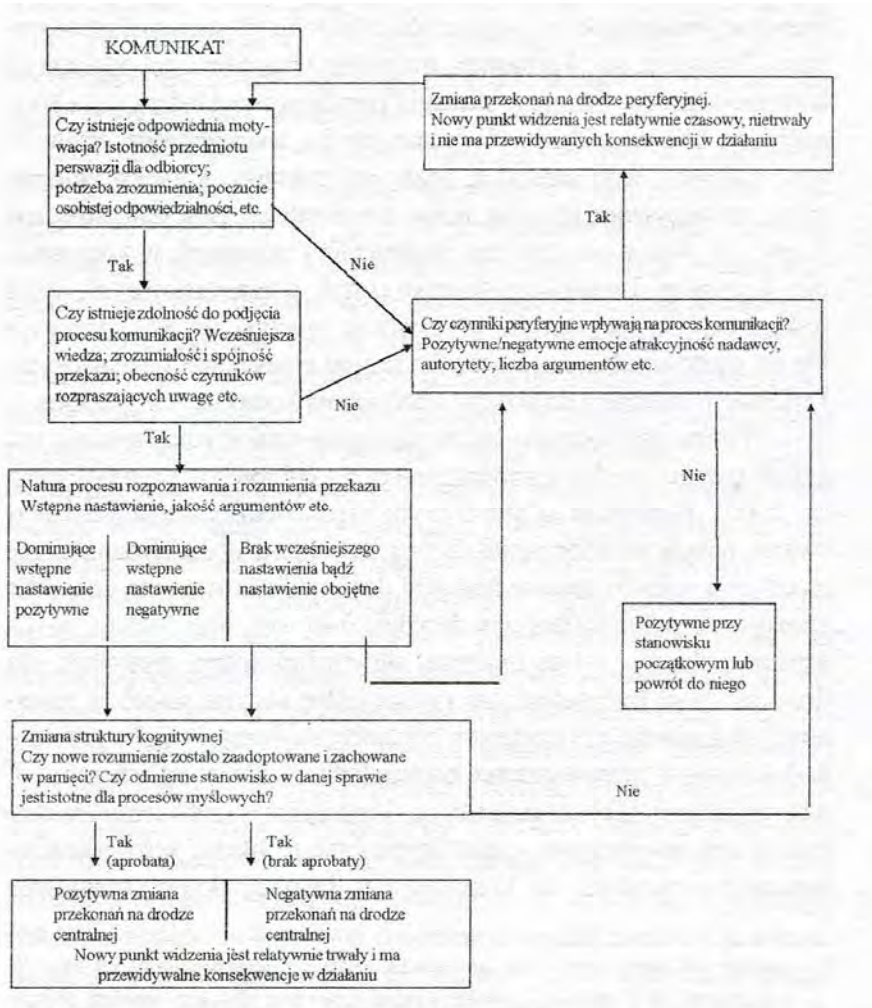 KOMUNIKAT
Zmiana przekonań na drodze peryferyjnej.
Nowy punkt widzenia jest relatywnie czasowy, nietrwały
i nie ma przewidywanych konsekwencji w działaniu
Czy istnieje odpowiednia moty-
wacja? Istotność przedmiotu
perswazji dla odbiorcy;
potrzeba zrozumienia; poczucie
osobistej odpowiedzialności, etc.
Tak
Tak
Nie
Czy istnieje zdolność do podjęcia
procesu komunikacji? Wcześniejsza
wiedza; zrozumiałość i spójność
przekazu; obecność czynników
rozpraszających uwagę etc.
Czy czynniki peryferyjne wpływają na proces komunikacji?
Pozytywne/negatywne emocje atrakcyjność nadawcy,
autorytety; liczba argumentów etc.
Nie
Tak
Nie
Natura procesu rozpoznawania i rozumienia przekazu
Wstępne nastawienie, jakość argumentów etc.
Dominujące
wstępne
nastawienie
pozytywne
Dominujące
wstępne
nastawienie
negatywne
Brak wcześniejszego
nastawienia bądź
nastawienie obojętne
Pozytywne przy
stanowisku
początkowym lub
powrót do niego
Zmiana struktury kognitywnej
Czy nowe rozumienie zostało zaadoptowane i zachowane
w pamięci? Czy odmienne stanowisko w danej sprawie
jest istotne dla procesów myślowych?
Nie
Tak
(aprobata)
Tak
(brak aprobaty)
Pozytywna zmiana
przekonań na drodze
centralnej
Negatywna zmiana
przekonań na drodze
centralnej
Nowy punkt widzenia jest relatywnie trwały i ma
przewidywalne konsekwencje w działaniu